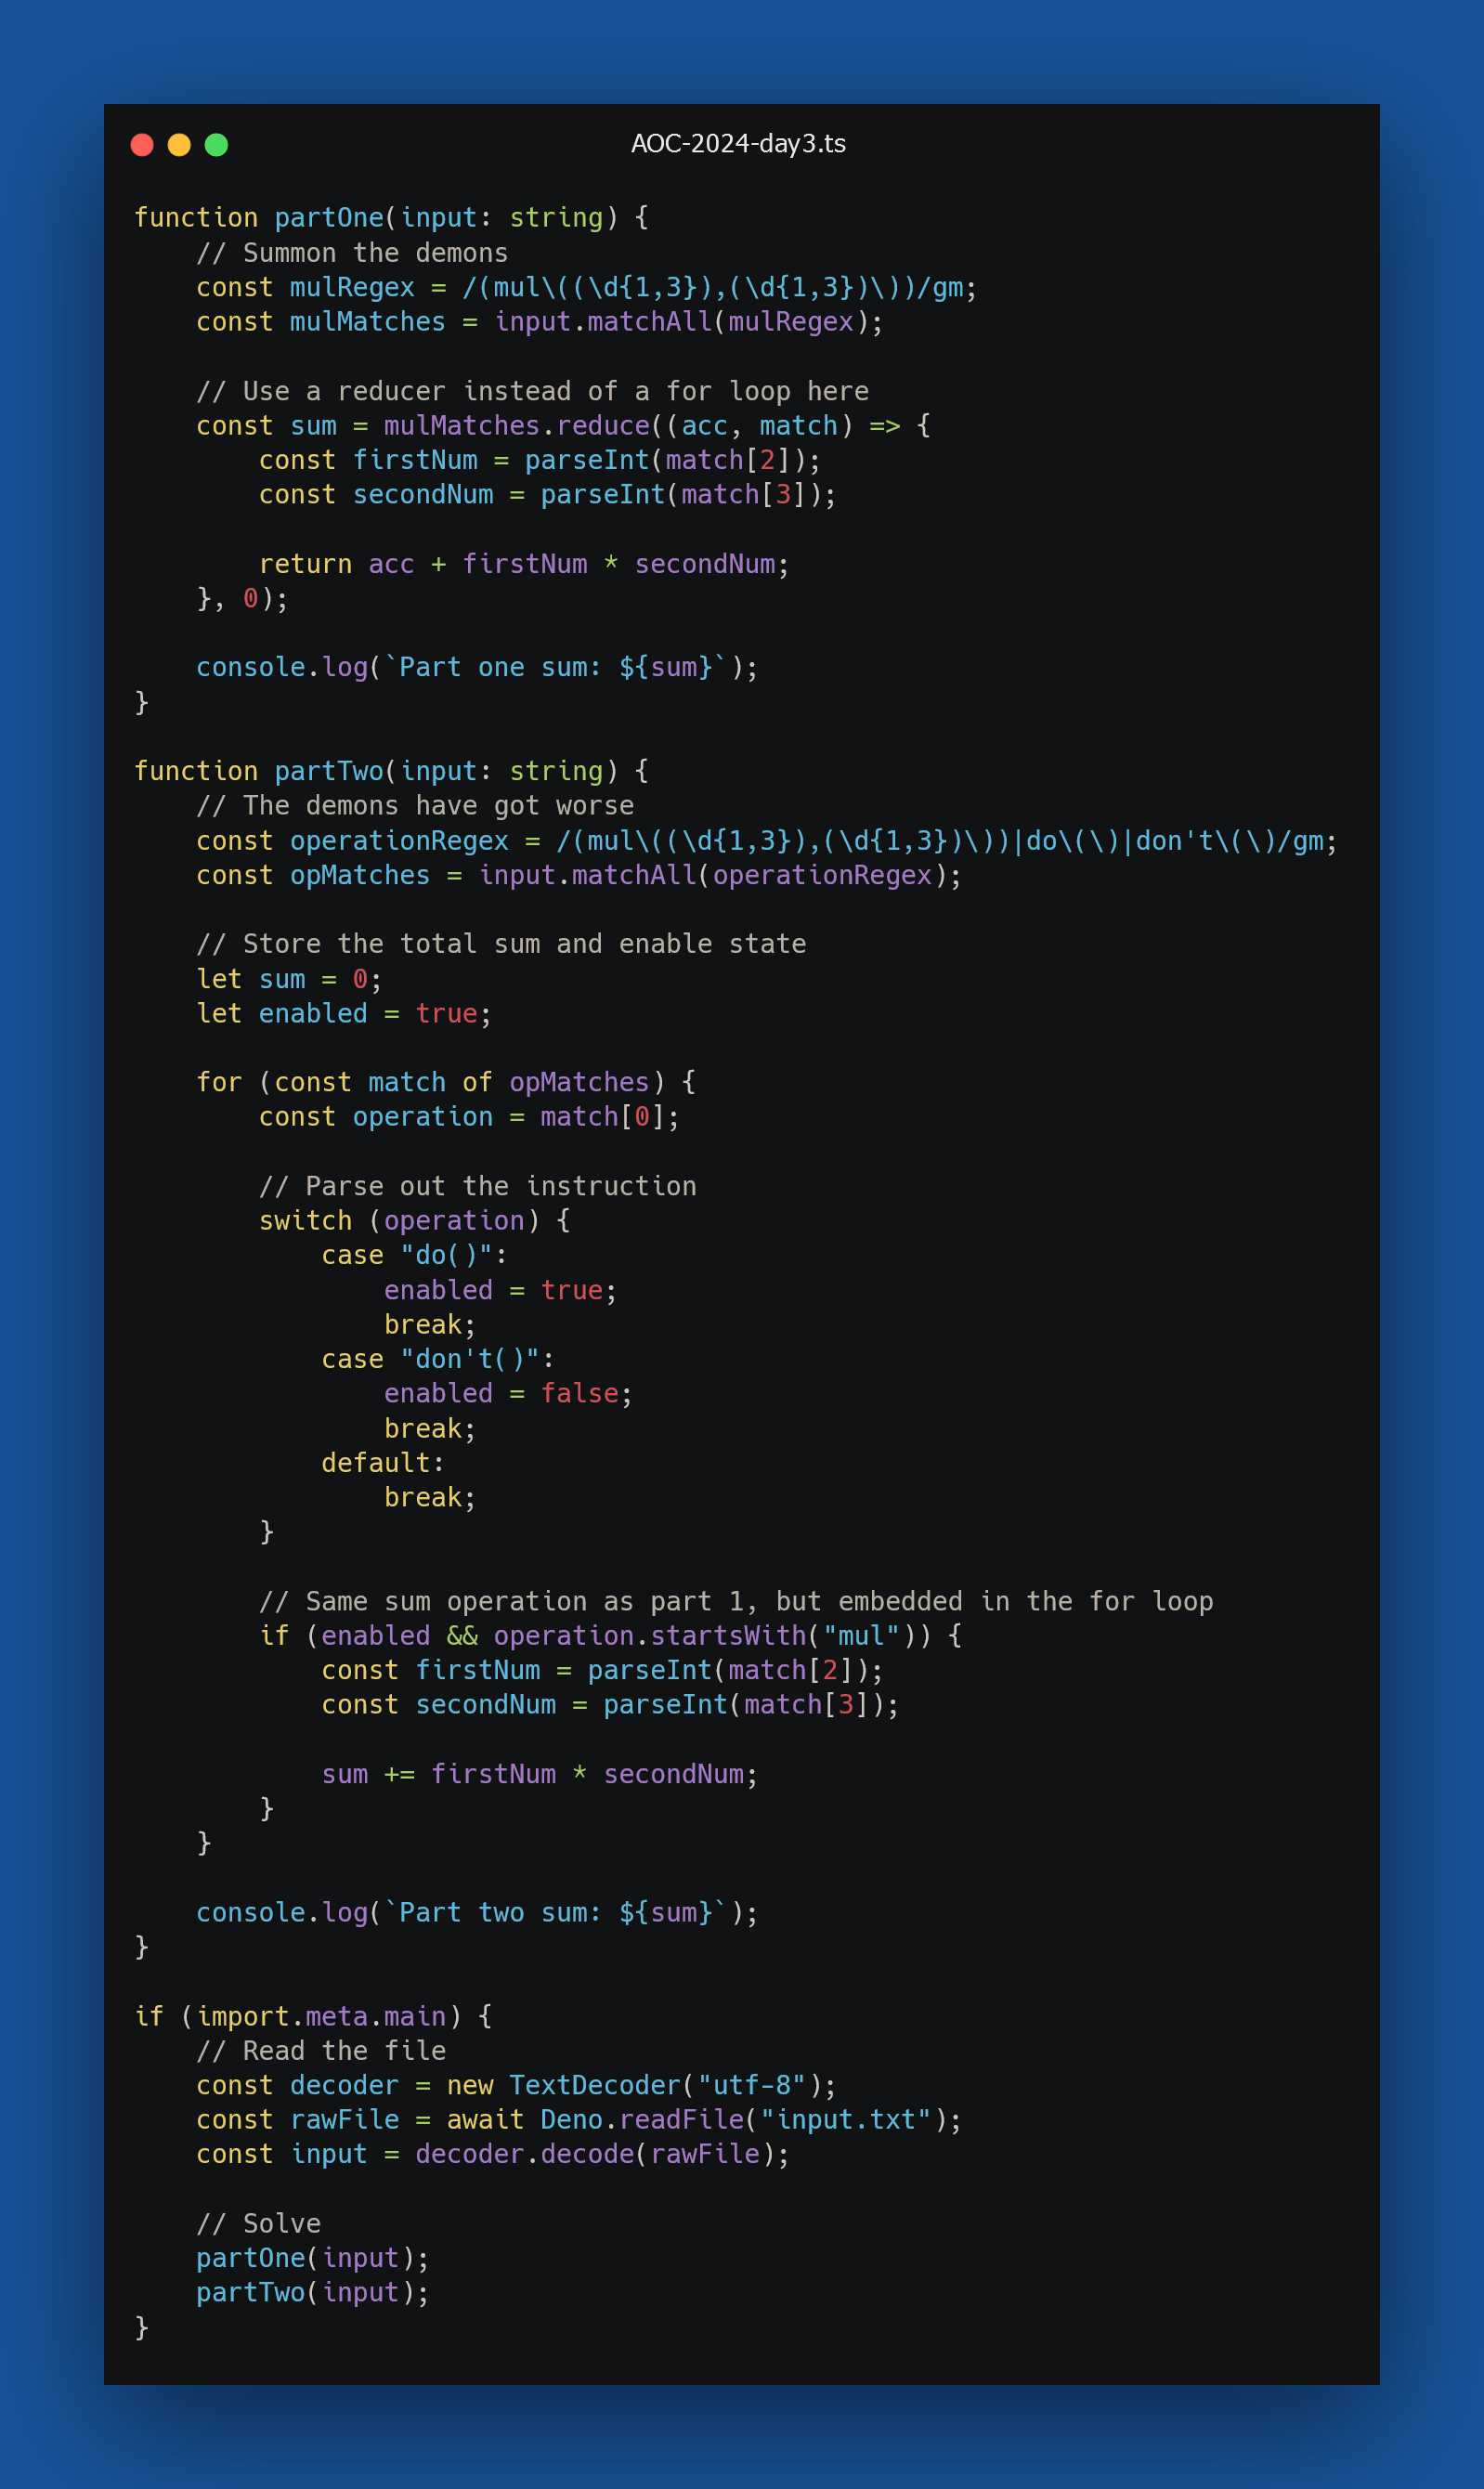 AOC-2024-day3.ts
function partOne(input: string) {
    // Summon the demons
    const mulRegex = /(mul\((\d{1,3}),(\d{1,3})\))/gm;
    const mulMatches = input.matchAll(mulRegex);

    // Use a reducer instead of a for loop here
    const sum = mulMatches.reduce((acc, match) => {
        const firstNum = parseInt(match[2]);
        const secondNum = parseInt(match[3]);

        return acc + firstNum * secondNum;
    }, 0);

    console.log(`Part one sum: ${sum}`);
}

function partTwo(input: string) {
    // The demons have got worse
    const operationRegex = /(mul\((\d{1,3}),(\d{1,3})\))|do\(\)|don't\(\)/gm;
    const opMatches = input.matchAll(operationRegex);

    // Store the total sum and enable state
    let sum = 0;
    let enabled = true;

    for (const match of opMatches) {
        const operation = match[0];

        // Parse out the instruction
        switch (operation) {
            case "do()":
                enabled = true;
                break;
            case "don't()":
                enabled = false;
                break;
            default:
                break;
        }

        // Same sum operation as part 1, but embedded in the for loop
        if (enabled && operation.startsWith("mul")) {
            const firstNum = parseInt(match[2]);
            const secondNum = parseInt(match[3]);

            sum += firstNum * secondNum;
        }
    }

    console.log(`Part two sum: ${sum}`);
}

if (import.meta.main) {
    // Read the file
    const decoder = new TextDecoder("utf-8");
    const rawFile = await Deno.readFile("input.txt");
    const input = decoder.decode(rawFile);

    // Solve
    partOne(input);
    partTwo(input);
}